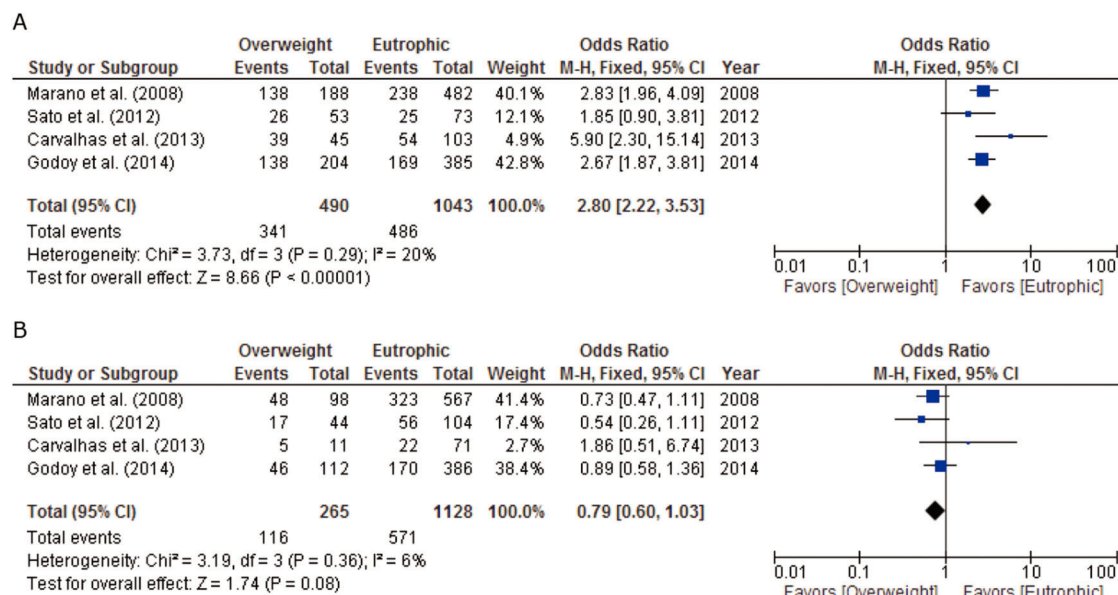 A
Overweight Eutrophic Odds Ratio Odds Ratio
Study or Subgroup Events Total Events Total Weight M-H, Fixed, 95% CI Year M-H, Fixed, 95% CI
Marano et al. (2008) 138 188 238 482 40.1% 2.83 [1.96, 4.09] 2008
Sato et al. (2012) 26 53 25 73 12.1% 1.85 [0.90, 3.81] 2012
Carvalhas et al. (2013) 39 45 54 103 4.9% 5.90 [2.30, 15.14] 2013
Godoy et al. (2014) 138 204 169 385 42.8% 2.67 [1.87, 3.81] 2014
Total (95% CI) 490 1043 100.0% 2.80 [2.22, 3.53]
Total events 341 486
Heterogeneity: Chi² = 3.73, df = 3 (P = 0.29); I² = 20%
Test for overall effect: Z = 8.66 (P < 0.00001)
0.01 0.1 1 10 100
Favors [Overweight] Favors [Eutrophic]
B
Overweight Eutrophic Odds Ratio Odds Ratio
Study or Subgroup Events Total Events Total Weight M-H, Fixed, 95% CI Year M-H, Fixed, 95% CI
Marano et al. (2008) 48 98 323 567 41.4% 0.73 [0.47, 1.11] 2008
Sato et al. (2012) 17 44 56 104 17.4% 0.54 [0.26, 1.11] 2012
Carvalhas et al. (2013) 5 11 22 71 2.7% 1.86 [0.51, 6.74] 2013
Godoy et al. (2014) 46 112 170 386 38.4% 0.89 [0.58, 1.36] 2014
Total (95% CI) 265 1128 100.0% 0.79 [0.60, 1.03]
Total events 116 571
Heterogeneity: Chi² = 3.19, df = 3 (P = 0.36); I² = 6%
Test for overall effect: Z = 1.74 (P = 0.08)
0.01 0.1 1 10 100
Favors [Overweight] Favors [Eutrophic]